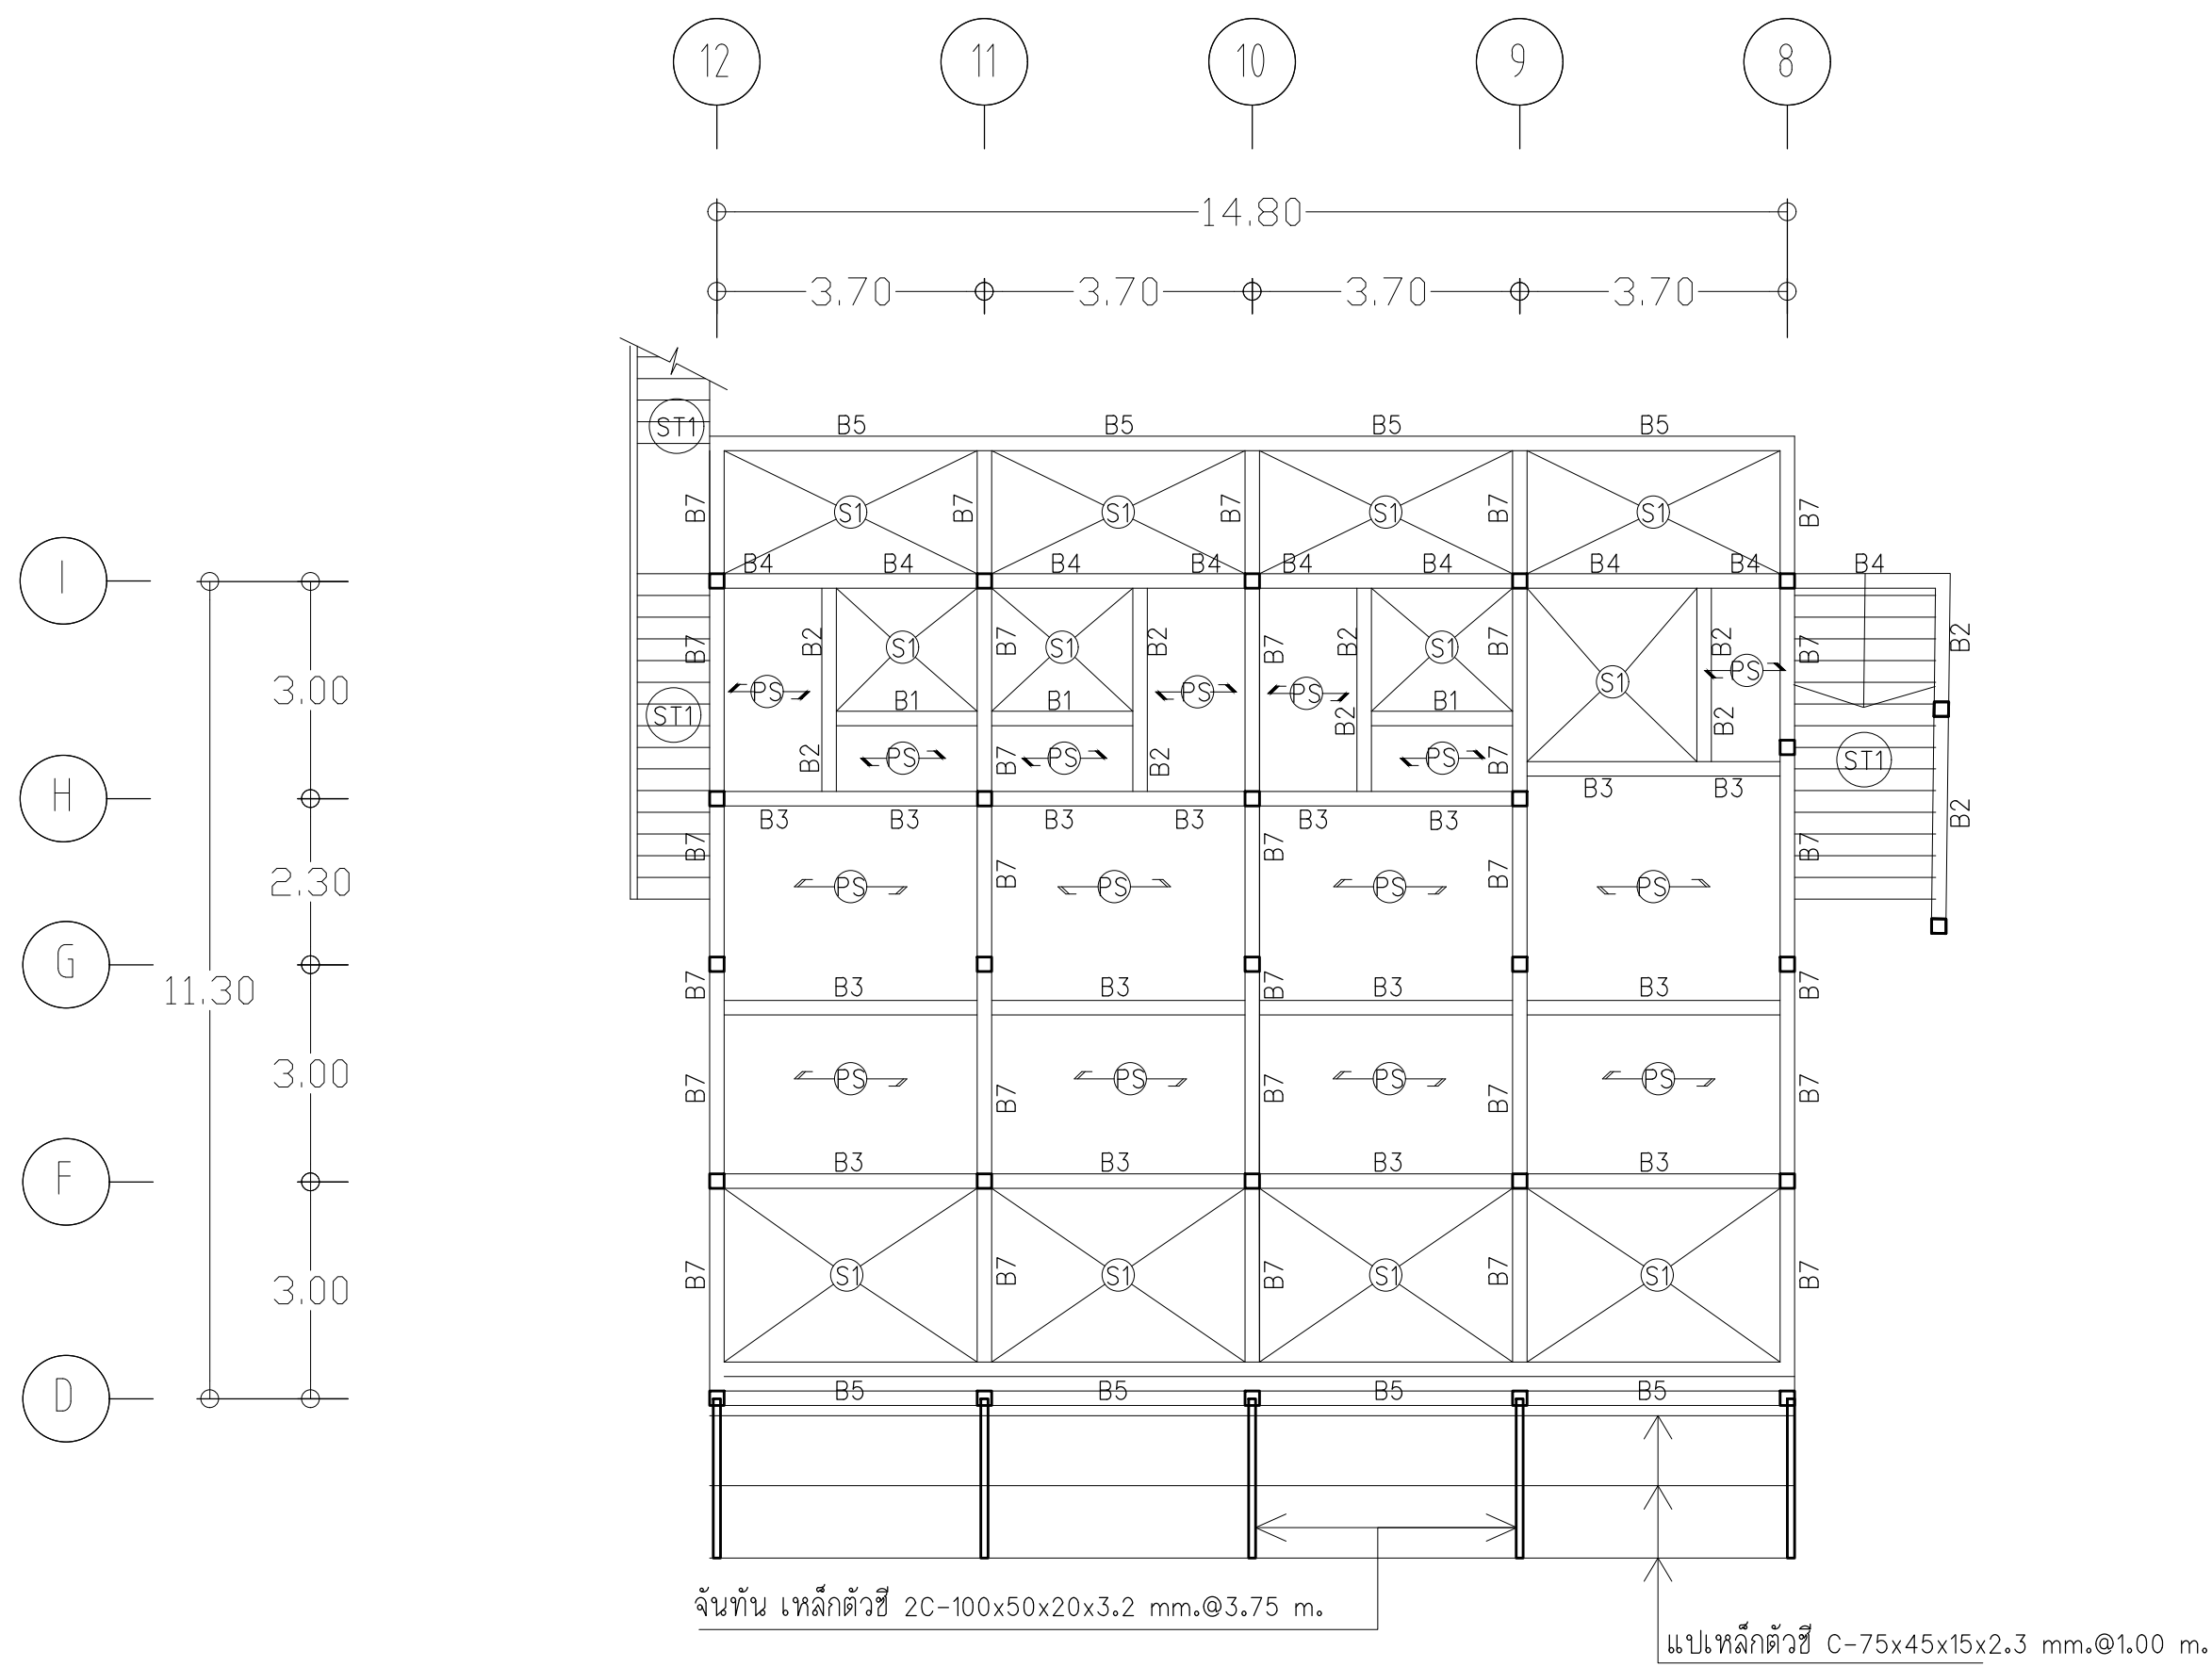 12 11 10 9 8
14.80
3.70 3.70 3.70 3.70
ST1
B5 B5 B5 B5
B7 B7 B7 B7 B7
S1 S1 S1 S1
B4 B4 B4 B4 B4 B4 B4 B4 B4
I
B7 B2 S1 B7 S1 B2 B7 B2 S1 B7 B2 B7 B2
3.00
PS PS PS S1 PS
ST1
B1 B1 B1
B2 B2
B2 PS B7 PS B2 PS B7 ST1
H
B3 B3
B3 B3 B3 B3 B3 B3
B7 B7 B7 B2
2.30
PS B7 PS PS B7 PS
G
11.30
B7 B3 B3 B7 B3 B3 B7
3.00
PS PS PS PS
B7 B7 B7 B7 B7
F
B3 B3 B3 B3
3.00
B7 S1 B7 S1 B7 S1 B7 S1 B7
D
B5 B5 B5 B5
จันทัน เหล็กตัวซี 2C-100x50x20x3.2 mm.@3.75 m.
แปเหล็กตัวซี C-75x45x15x2.3 mm.@1.00 m.